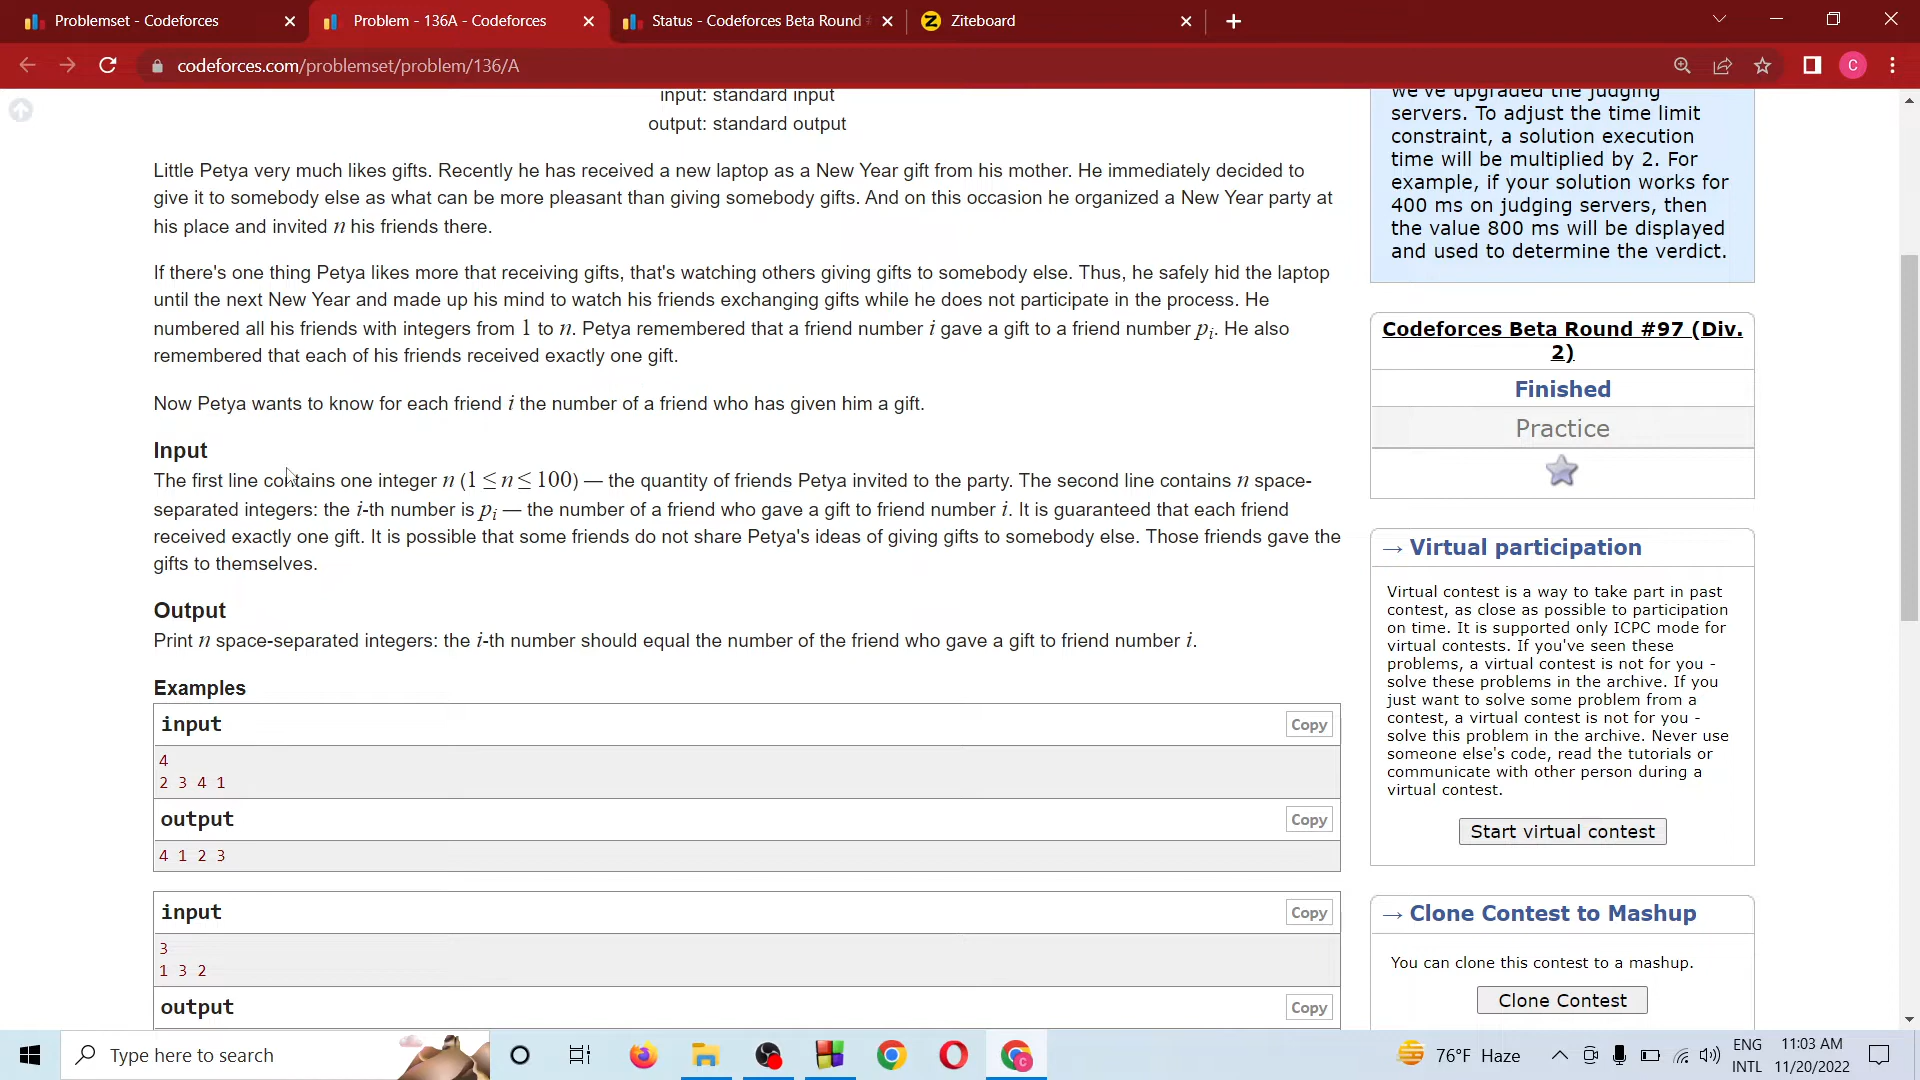 Problemset - Codeforces
Problem - 136A - Codeforces
Status - Codeforces Beta Round
Ziteboard
codeforces.com/problemset/problem/136/A
C
input: standard input
output: standard output
Little Petya very much likes gifts. Recently he has received a new laptop as a New Year gift from his mother. He immediately decided to
give it to somebody else as what can be more pleasant than giving somebody gifts. And on this occasion he organized a New Year party at
his place and invited n his friends there.
If there's one thing Petya likes more that receiving gifts, that's watching others giving gifts to somebody else. Thus, he safely hid the laptop
until the next New Year and made up his mind to watch his friends exchanging gifts while he does not participate in the process. He
numbered all his friends with integers from 1 to n. Petya remembered that a friend number i gave a gift to a friend number pi. He also
remembered that each of his friends received exactly one gift.
Now Petya wants to know for each friend i the number of a friend who has given him a gift.
Input
The first line contains one integer n (1 ≤ n ≤ 100) — the quantity of friends Petya invited to the party. The second line contains n space-
separated integers: the i-th number is pi — the number of a friend who gave a gift to friend number i. It is guaranteed that each friend
received exactly one gift. It is possible that some friends do not share Petya's ideas of giving gifts to somebody else. Those friends gave the
gifts to themselves.
Output
Print n space-separated integers: the i-th number should equal the number of the friend who gave a gift to friend number i.
Examples
input
Copy
4
2 3 4 1
output
Copy
4 1 2 3
input
Copy
3
1 3 2
output
Copy
we've upgraded the judging
servers. To adjust the time limit
constraint, a solution execution
time will be multiplied by 2. For
example, if your solution works for
400 ms on judging servers, then
the value 800 ms will be displayed
and used to determine the verdict.
Codeforces Beta Round #97 (Div.
2)
Finished
Practice
→ Virtual participation
Virtual contest is a way to take part in past
contest, as close as possible to participation
on time. It is supported only ICPC mode for
virtual contests. If you've seen these
problems, a virtual contest is not for you -
solve these problems in the archive. If you
just want to solve some problem from a
contest, a virtual contest is not for you -
solve this problem in the archive. Never use
someone else's code, read the tutorials or
communicate with other person during a
virtual contest.
Start virtual contest
→ Clone Contest to Mashup
You can clone this contest to a mashup.
Clone Contest
Type here to search
76°F Haze
ENG
INTL
11:03 AM
11/20/2022